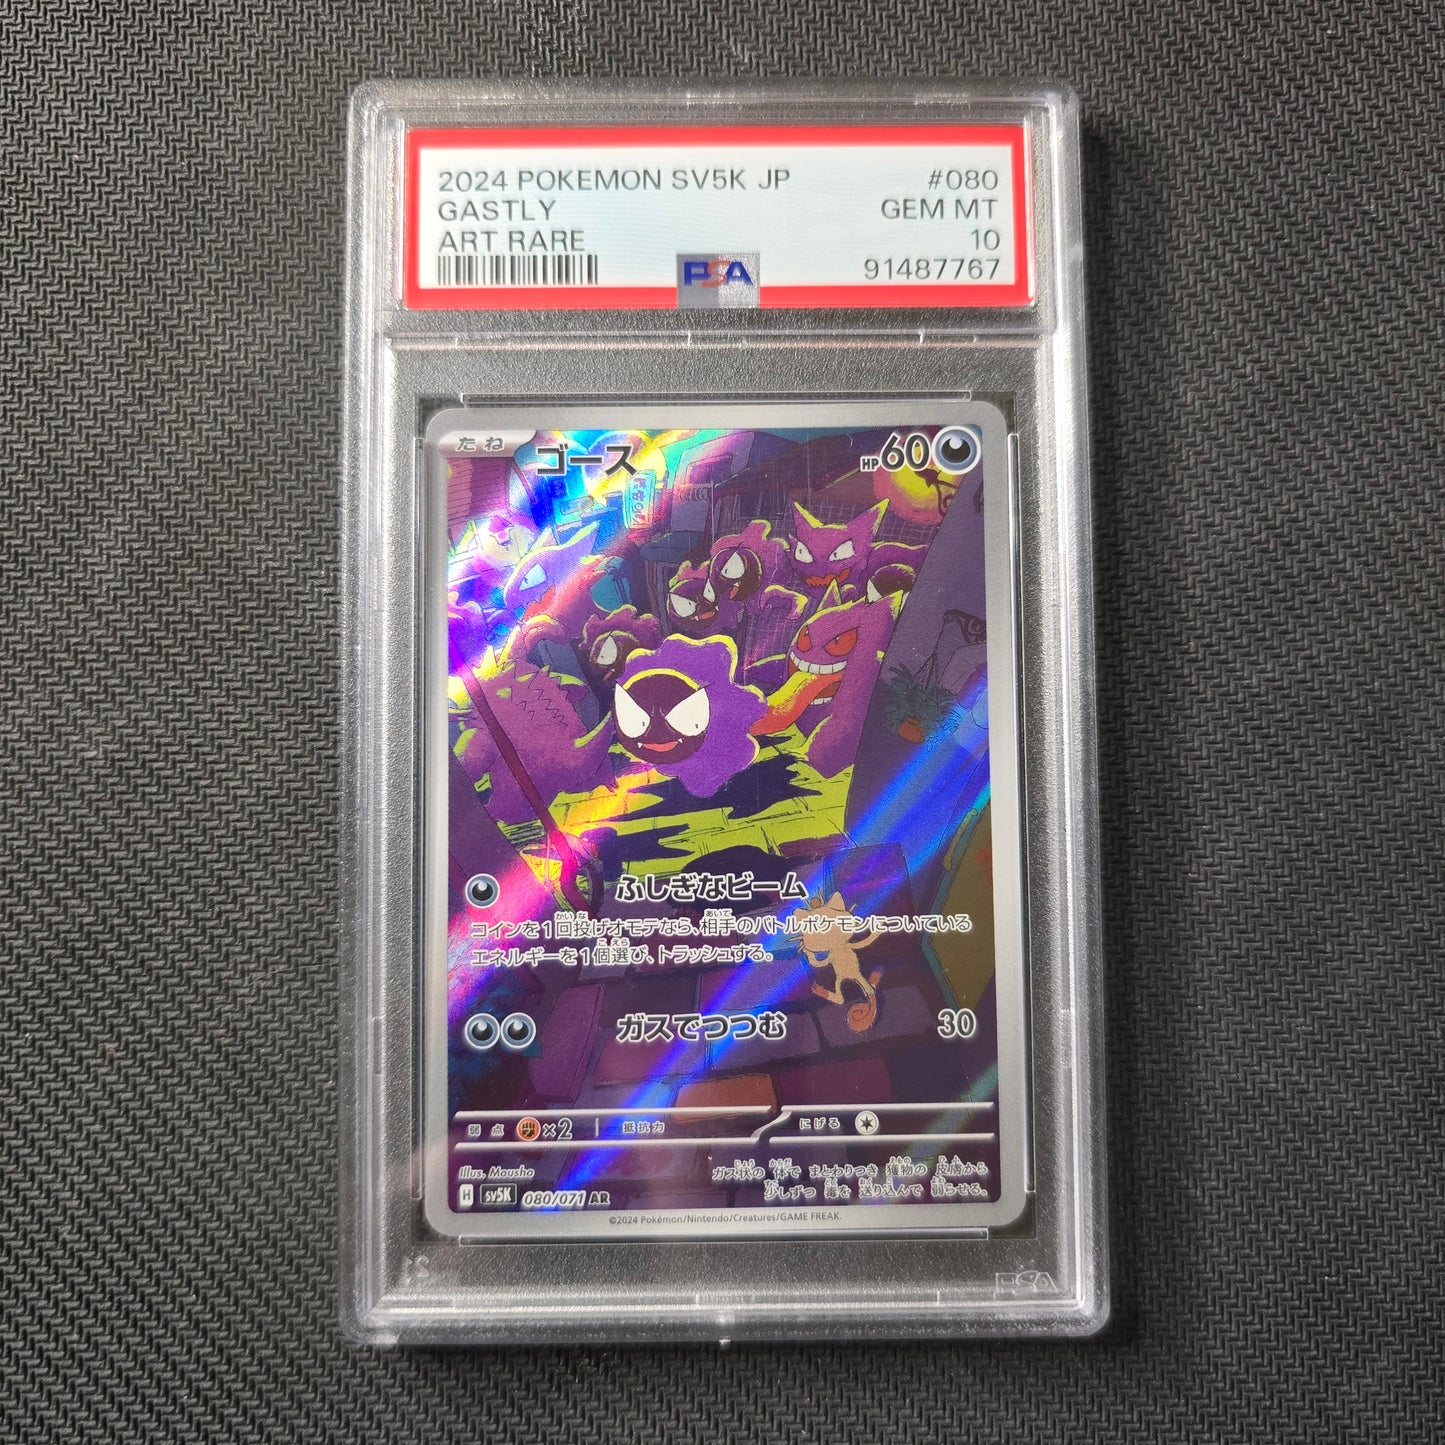 2024 POKEMON SV5K JP #080
GASTLY GEM MT
ART RARE 10
PSA 91487767
たね ゴース HP60
ふしぎなビーム
コインを1回投げオモテなら、相手のバトルポケモンについている
エネルギーを1個選び、トラッシュする。
ガスでつつむ 30
弱点 ×2 抵抗力 にげる
Illus. Mousho
ガス状の体で まとわりつき 獲物の 皮膚から
少しずつ 毒を 送り込んで 弱らせる。
H SV5K 080/071 AR
©2024 Pokémon/Nintendo/Creatures/GAME FREAK.
PSA